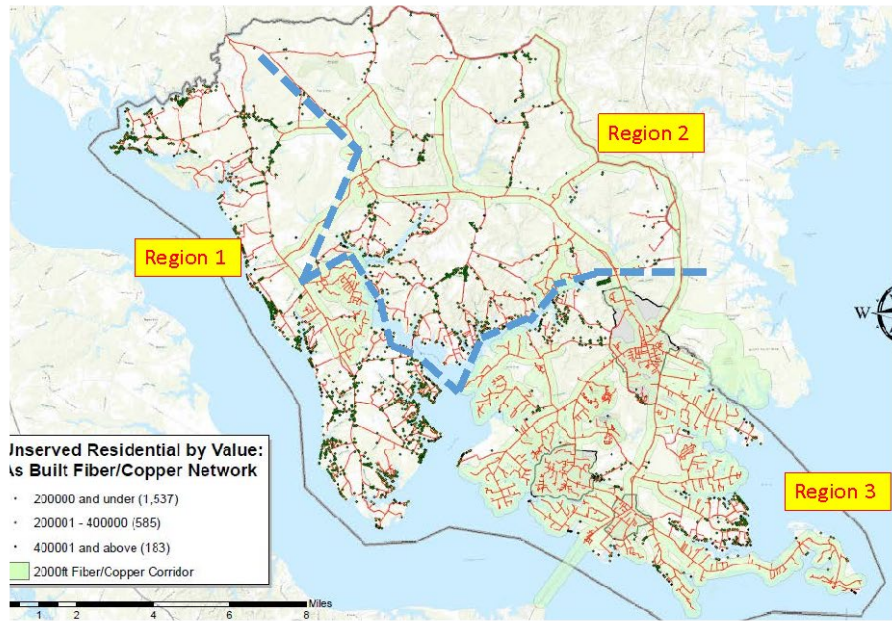 Region 2
Region 1
W
Unserved Residential by Value:
As Built Fiber/Copper Network
200000 and under (1,537)
200001 - 400000 (585)
400001 and above (183)
2000ft Fiber/Copper Corridor
Region 3
Miles
1 2 4 6 8